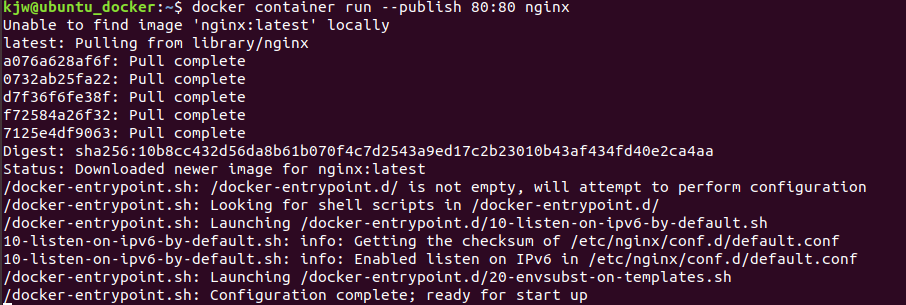 kjw@ubuntu_docker:~$ docker container run --publish 80:80 nginx
Unable to find image 'nginx:latest' locally
latest: Pulling from library/nginx
a076a628af6f: Pull complete
0732ab25fa22: Pull complete
d7f36f6fe38f: Pull complete
f72584a26f32: Pull complete
7125e4df9063: Pull complete
Digest: sha256:10b8cc432d56da8b61b070f4c7d2543a9ed17c2b23010b43af434fd40e2ca4aa
Status: Downloaded newer image for nginx:latest
/docker-entrypoint.sh: /docker-entrypoint.d/ is not empty, will attempt to perform configuration
/docker-entrypoint.sh: Looking for shell scripts in /docker-entrypoint.d/
/docker-entrypoint.sh: Launching /docker-entrypoint.d/10-listen-on-ipv6-by-default.sh
10-listen-on-ipv6-by-default.sh: info: Getting the checksum of /etc/nginx/conf.d/default.conf
10-listen-on-ipv6-by-default.sh: info: Enabled listen on IPv6 in /etc/nginx/conf.d/default.conf
/docker-entrypoint.sh: Launching /docker-entrypoint.d/20-envsubst-on-templates.sh
/docker-entrypoint.sh: Configuration complete; ready for start up